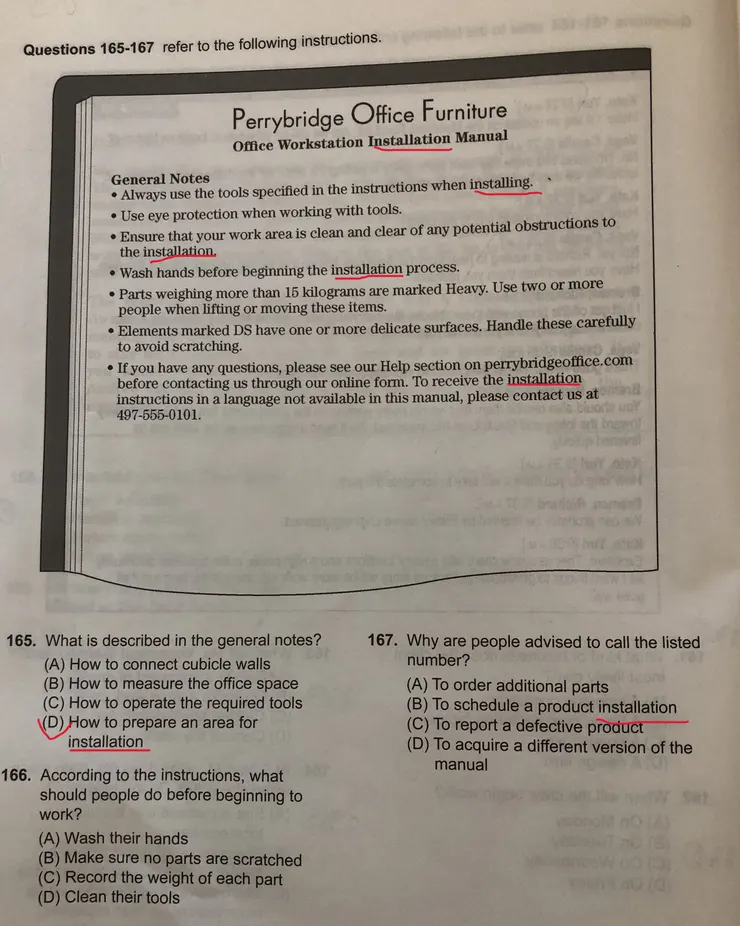 Questions 165-167 refer to the following instructions.
Perrybridge Office Furniture
Office Workstation Installation Manual
General Notes
• Always use the tools specified in the instructions when installing.
• Use eye protection when working with tools.
• Ensure that your work area is clean and clear of any potential obstructions to
the installation.
• Wash hands before beginning the installation process.
• Parts weighing more than 15 kilograms are marked Heavy. Use two or more
people when lifting or moving these items.
• Elements marked DS have one or more delicate surfaces. Handle these carefully
to avoid scratching.
• If you have any questions, please see our Help section on perrybridgeoffice.com
before contacting us through our online form. To receive the installation
instructions in a language not available in this manual, please contact us at
497-555-0101.
165. What is described in the general notes?
(A) How to connect cubicle walls
(B) How to measure the office space
(C) How to operate the required tools
(D) How to prepare an area for
installation
166. According to the instructions, what
should people do before beginning to
work?
(A) Wash their hands
(B) Make sure no parts are scratched
(C) Record the weight of each part
(D) Clean their tools
167. Why are people advised to call the listed
number?
(A) To order additional parts
(B) To schedule a product installation
(C) To report a defective product
(D) To acquire a different version of the
manual